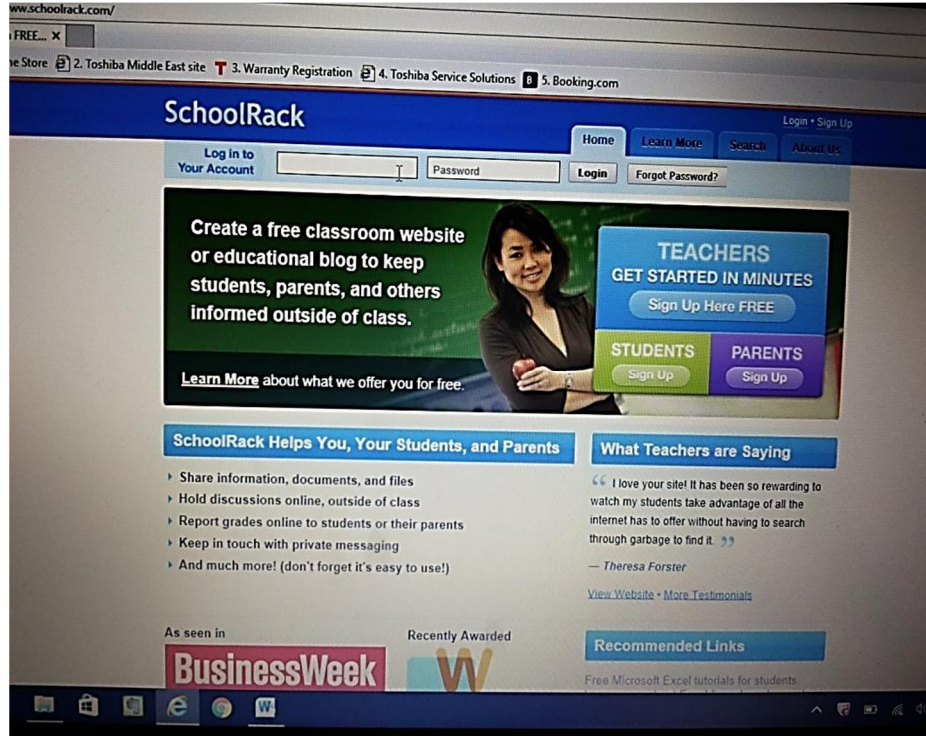 ww.schoolrack.com/
FREE... X
ne Store 2. Toshiba Middle East site 3. Warranty Registration 4. Toshiba Service Solutions 5. Booking.com
SchoolRack
Login • Sign Up
Home Learn More Search About Us
Log in to
Your Account
Password Login Forgot Password?
Create a free classroom website
or educational blog to keep
students, parents, and others
informed outside of class.
Learn More about what we offer you for free.
TEACHERS
GET STARTED IN MINUTES
Sign Up Here FREE
STUDENTS
Sign Up
PARENTS
Sign Up
SchoolRack Helps You, Your Students, and Parents
Share information, documents, and files
Hold discussions online, outside of class
Report grades online to students or their parents
Keep in touch with private messaging
And much more! (don't forget it's easy to use!)
What Teachers are Saying
“ I love your site! It has been so rewarding to
watch my students take advantage of all the
internet has to offer without having to search
through garbage to find it. ”
— Theresa Forster
View Website • More Testimonials
As seen in
BusinessWeek
Recently Awarded
W
Recommended Links
Free Microsoft Excel tutorials for students